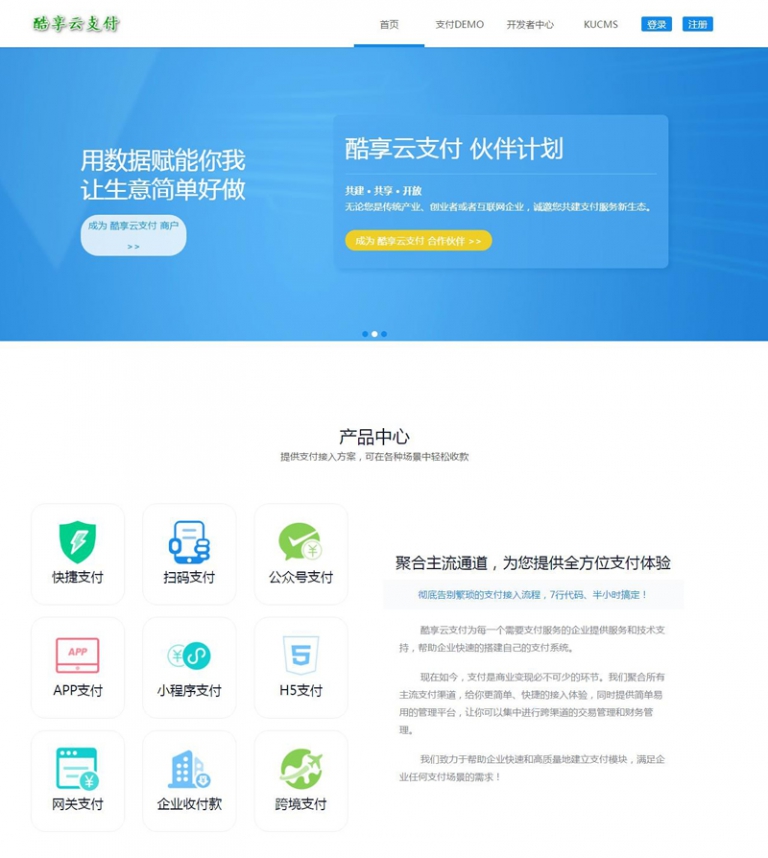 酷享云支付
首页 支付DEMO 开发者中心 KUCMS 登录 注册
用数据赋能你我
让生意简单好做
成为 酷享云支付 商户
>>
酷享云支付 伙伴计划
共建 • 共享 • 开放
无论您是传统产业、创业者或者互联网企业，诚邀您共建支付服务新生态。
成为 酷享云支付 合作伙伴 >>
产品中心
提供支付接入方案，可在各种场景中轻松收款
快捷支付 扫码支付 公众号支付
APP
APP支付 小程序支付 H5支付
网关支付 企业收付款 跨境支付
聚合主流通道，为您提供全方位支付体验
彻底告别繁琐的支付接入流程，7行代码、半小时搞定！
酷享云支付为每一个需要支付服务的企业提供服务和技术支
持，帮助企业快速的搭建自己的支付系统。
现在如今，支付是商业变现必不可少的环节。我们聚合所有
主流支付渠道，给你更简单、快捷的接入体验，同时提供简单易
用的管理平台，让你可以集中进行跨渠道的交易管理和财务管
理。
我们致力于帮助企业快速和高质量地建立支付模块，满足企
业任何支付场景的需求！